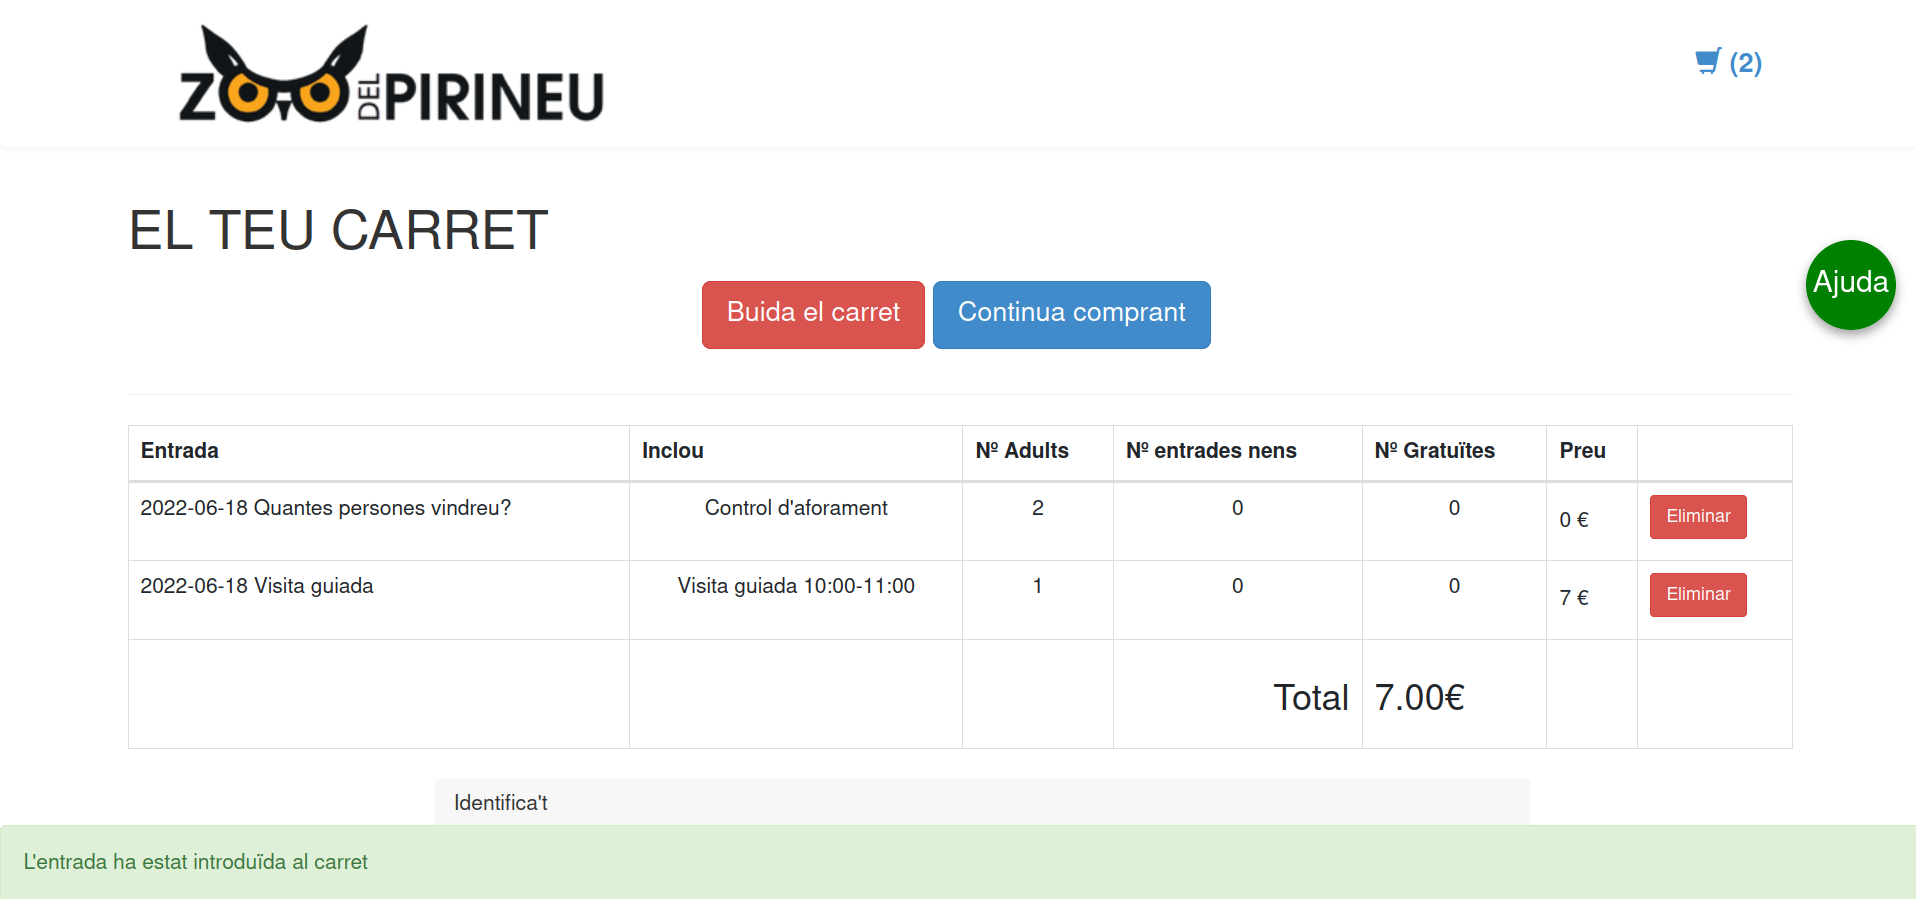 ZOO DEL PIRINEU
(2)
EL TEU CARRET
Ajuda
Buida el carret Continua comprant
Entrada Inclou Nº Adults Nº entrades nens Nº Gratuïtes Preu
2022-06-18 Quantes persones vindreu? Control d'aforament 2 0 0 0 € Eliminar
2022-06-18 Visita guiada Visita guiada 10:00-11:00 1 0 0 7 € Eliminar
Total 7.00€
Identifica't
L'entrada ha estat introduïda al carret